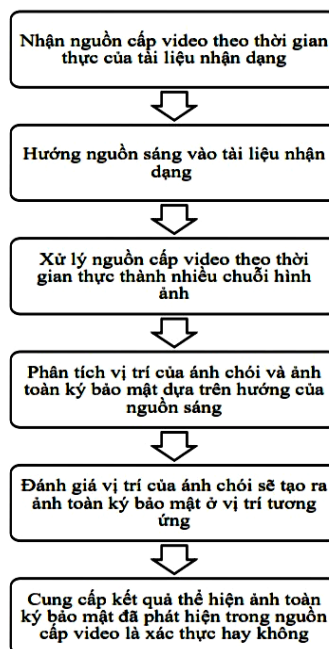 Nhận nguồn cấp video theo thời gian
thực của tài liệu nhận dạng
Hướng nguồn sáng vào tài liệu nhận
dạng
Xử lý nguồn cấp video theo thời
gian thực thành nhiều chuỗi hình
ảnh
Phân tích vị trí của ánh chói và ảnh
toàn ký bảo mật dựa trên hướng của
nguồn sáng
Đánh giá vị trí của ánh chói sẽ tạo ra
ảnh toàn ký bảo mật ở vị trí tương
ứng
Cung cấp kết quả thể hiện ảnh toàn
ký bảo mật đã phát hiện trong nguồn
cấp video là xác thực hay không